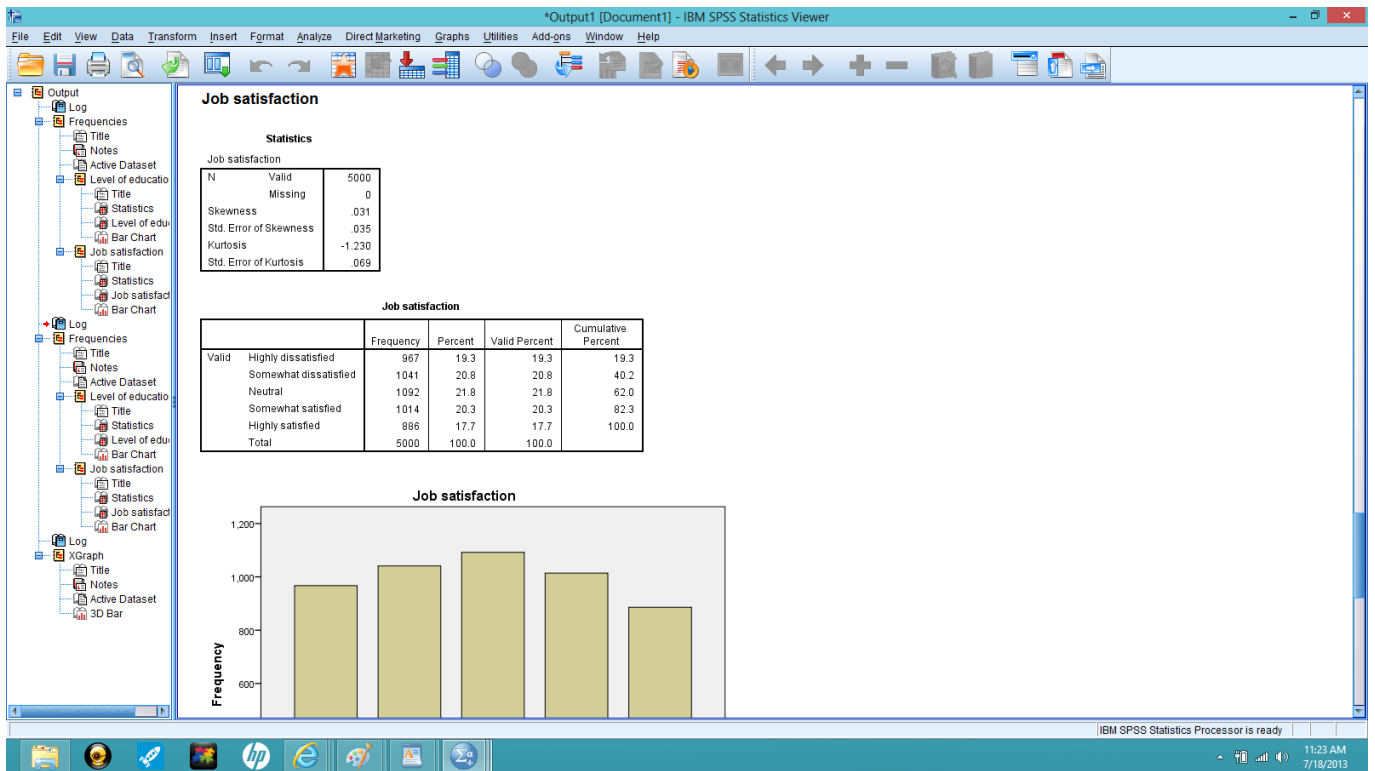 *Output1 [Document1] - IBM SPSS Statistics Viewer
File Edit View Data Transform Insert Format Analyze Direct Marketing Graphs Utilities Add-ons Window Help
Output
Log
Frequencies
Title
Notes
Active Dataset
Level of educatio
Title
Statistics
Level of edu
Bar Chart
Job satisfaction
Title
Statistics
Job satisfact
Bar Chart
Log
Frequencies
Title
Notes
Active Dataset
Level of educatio
Title
Statistics
Level of edu
Bar Chart
Job satisfaction
Title
Statistics
Job satisfact
Bar Chart
Log
XGraph
Title
Notes
Active Dataset
3D Bar
Job satisfaction
Statistics
Job satisfaction
N Valid 5000
Missing 0
Skewness .031
Std. Error of Skewness .035
Kurtosis -1.230
Std. Error of Kurtosis .069
Job satisfaction
Frequency Percent Valid Percent Cumulative Percent
Valid Highly dissatisfied 967 19.3 19.3 19.3
Somewhat dissatisfied 1041 20.8 20.8 40.2
Neutral 1092 21.8 21.8 62.0
Somewhat satisfied 1014 20.3 20.3 82.3
Highly satisfied 886 17.7 17.7 100.0
Total 5000 100.0 100.0
Job satisfaction
1,200
1,000
800
600
Frequency
IBM SPSS Statistics Processor is ready
hp
11:23 AM
7/18/2013